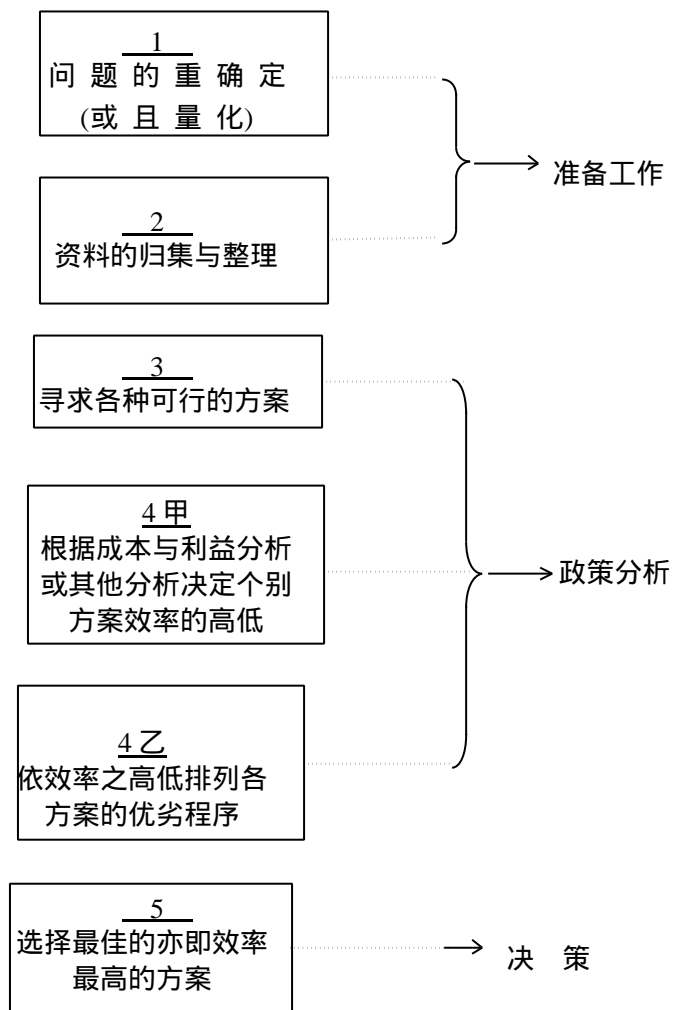 1
问题的重确定
(或且量化)
准备工作
2
资料的归集与整理
3
寻求各种可行的方案
4甲
根据成本与利益分析
或其他分析决定个别
方案效率的高低
政策分析
4乙
依效率之高低排列各
方案的优劣程序
5
选择最佳的亦即效率
最高的方案
决 策